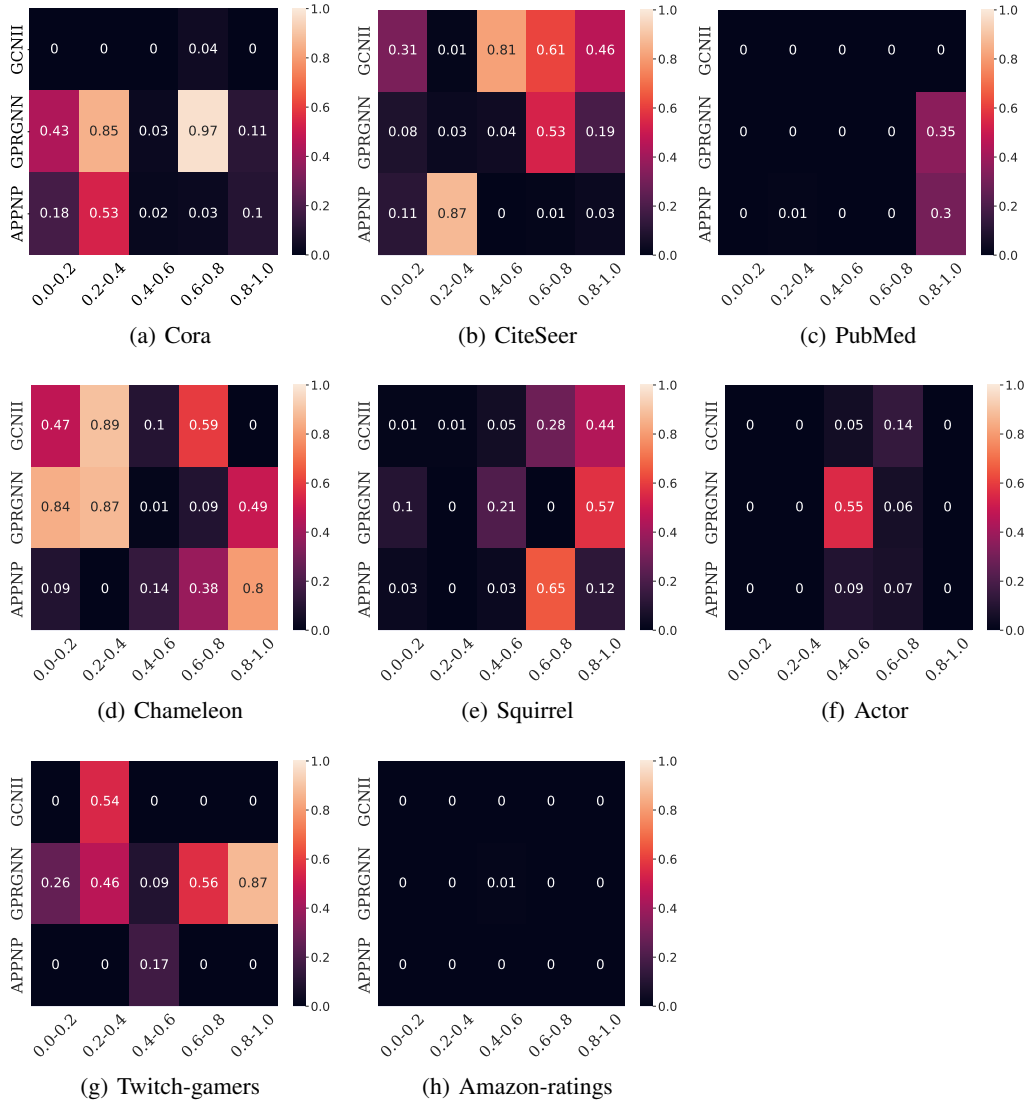 1.0
GCNII 0 0 0 0.04 0
0.8
0.6
GPRGNN 0.43 0.85 0.03 0.97 0.11
0.4
APPNP 0.18 0.53 0.02 0.03 0.1
0.2
0.0
0.0-0.2 0.2-0.4 0.4-0.6 0.6-0.8 0.8-1.0
(a) Cora
1.0
GCNII 0.31 0.01 0.81 0.61 0.46
0.8
0.6
GPRGNN 0.08 0.03 0.04 0.53 0.19
0.4
APPNP 0.11 0.87 0 0.01 0.03
0.2
0.0
0.0-0.2 0.2-0.4 0.4-0.6 0.6-0.8 0.8-1.0
(b) CiteSeer
1.0
GCNII 0 0 0 0 0
0.8
0.6
GPRGNN 0 0 0 0 0.35
0.4
APPNP 0 0.01 0 0 0.3
0.2
0.0
0.0-0.2 0.2-0.4 0.4-0.6 0.6-0.8 0.8-1.0
(c) PubMed
1.0
GCNII 0.47 0.89 0.1 0.59 0
0.8
0.6
GPRGNN 0.84 0.87 0.01 0.09 0.49
0.4
APPNP 0.09 0 0.14 0.38 0.8
0.2
0.0
0.0-0.2 0.2-0.4 0.4-0.6 0.6-0.8 0.8-1.0
(d) Chameleon
1.0
GCNII 0.01 0.01 0.05 0.28 0.44
0.8
0.6
GPRGNN 0.1 0 0.21 0 0.57
0.4
APPNP 0.03 0 0.03 0.65 0.12
0.2
0.0
0.0-0.2 0.2-0.4 0.4-0.6 0.6-0.8 0.8-1.0
(e) Squirrel
1.0
GCNII 0 0 0.05 0.14 0
0.8
0.6
GPRGNN 0 0 0.55 0.06 0
0.4
APPNP 0 0 0.09 0.07 0
0.2
0.0
0.0-0.2 0.2-0.4 0.4-0.6 0.6-0.8 0.8-1.0
(f) Actor
1.0
GCNII 0 0.54 0 0 0
0.8
0.6
GPRGNN 0.26 0.46 0.09 0.56 0.87
0.4
APPNP 0 0 0.17 0 0
0.2
0.0
0.0-0.2 0.2-0.4 0.4-0.6 0.6-0.8 0.8-1.0
(g) Twitch-gamers
1.0
GCNII 0 0 0 0 0
0.8
0.6
GPRGNN 0 0 0.01 0 0
0.4
APPNP 0 0 0 0 0
0.2
0.0
0.0-0.2 0.2-0.4 0.4-0.6 0.6-0.8 0.8-1.0
(h) Amazon-ratings